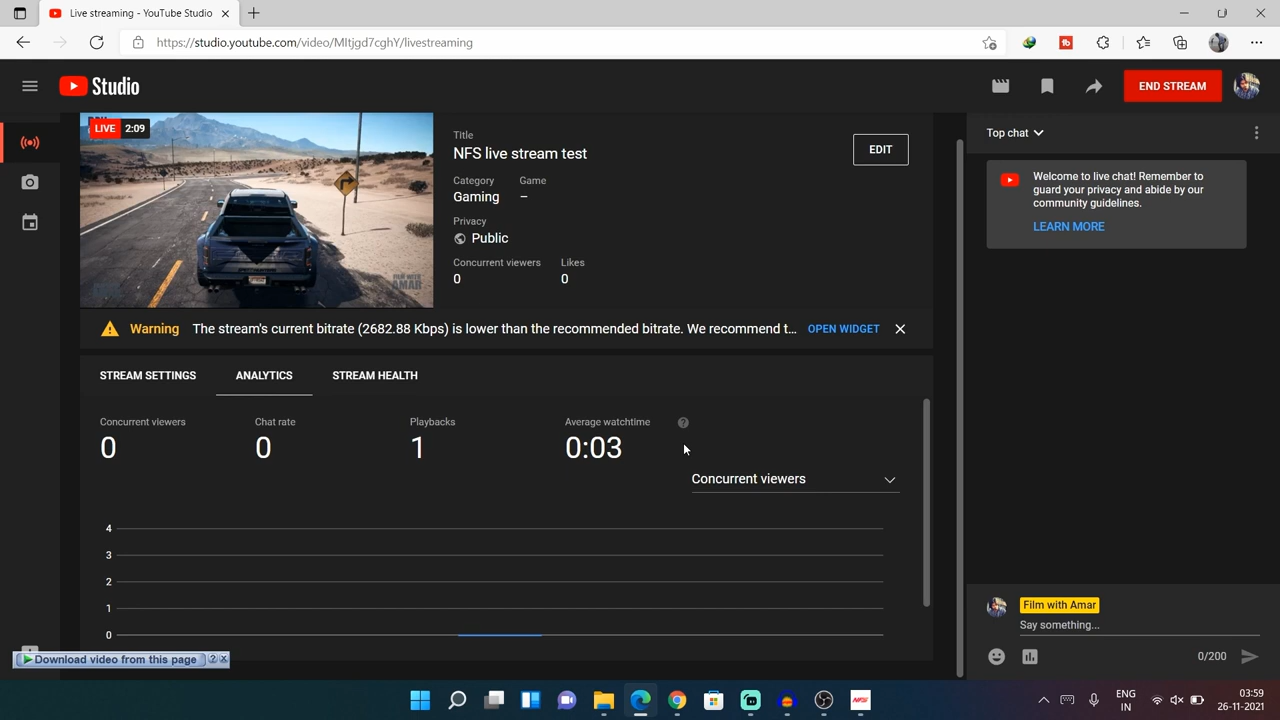 Live streaming - YouTube Studio
https://studio.youtube.com/video/MItjgd7cghY/livestreaming
Studio
END STREAM
LIVE 2:09
FILM WITH
AMAR
Title
NFS live stream test
EDIT
Category
Game
Gaming
–
Privacy
Public
Concurrent viewers
Likes
0
0
Warning The stream's current bitrate (2682.88 Kbps) is lower than the recommended bitrate. We recommend t... OPEN WIDGET
STREAM SETTINGS
ANALYTICS
STREAM HEALTH
Concurrent viewers
Chat rate
Playbacks
Average watchtime
?
0
0
1
0:03
Concurrent viewers
4
3
2
1
0
Download video from this page ? x
Top chat
Welcome to live chat! Remember to
guard your privacy and abide by our
community guidelines.
LEARN MORE
Film with Amar
Say something...
0/200
NFS
ENG
IN
03:59
26-11-2021